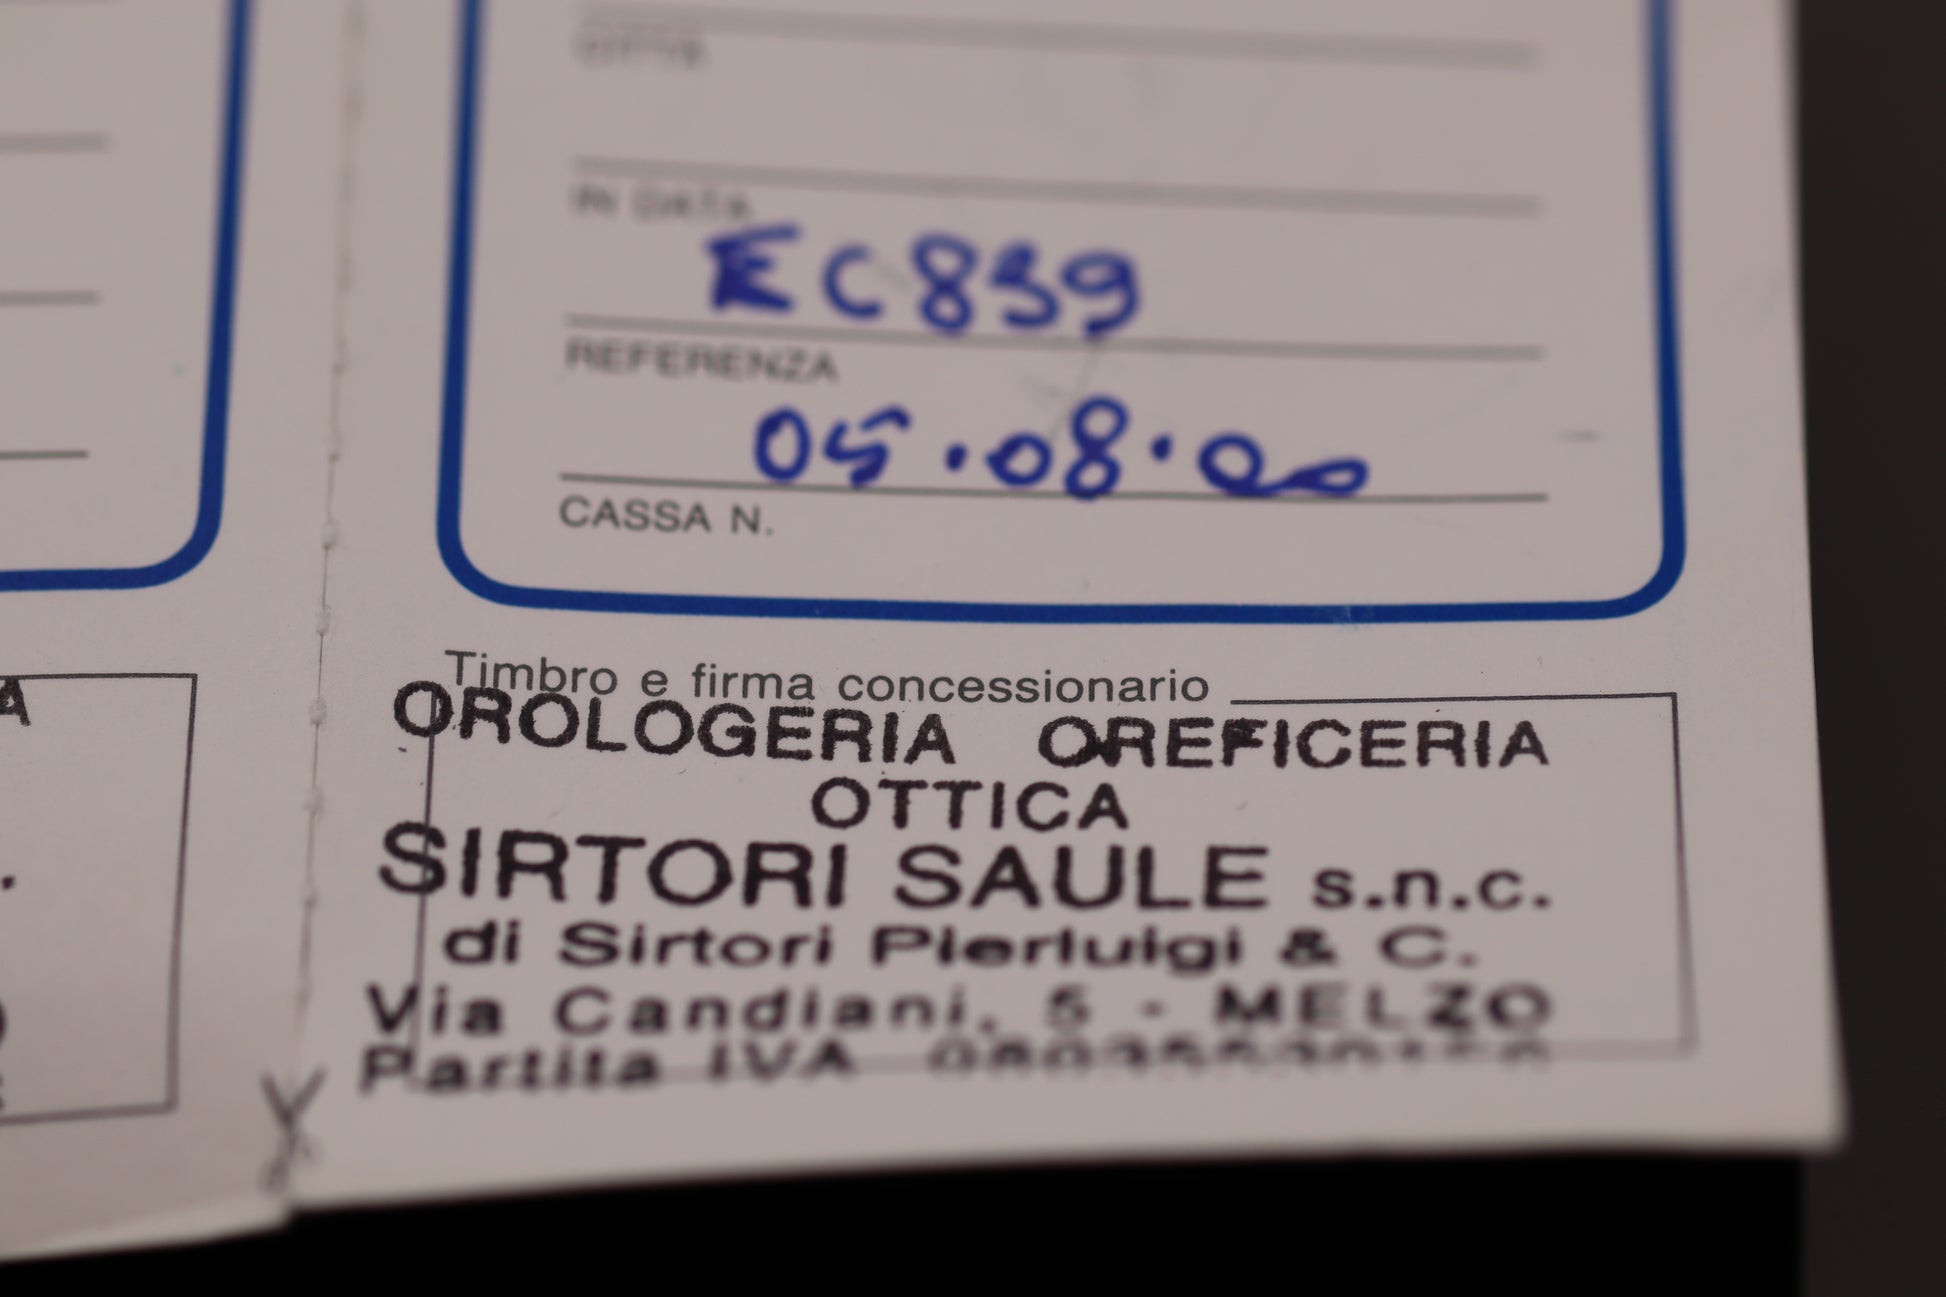 CITTÀ
IN DATA
EC839
REFERENZA
05.08.00
CASSA N.
Timbro e firma concessionario
OROLOGERIA OREFICERIA
OTTICA
SIRTORI SAULE s.n.c.
di Sirtori Pierluigi & C.
Via Candiani, 5 - MELZO
Partita IVA
A